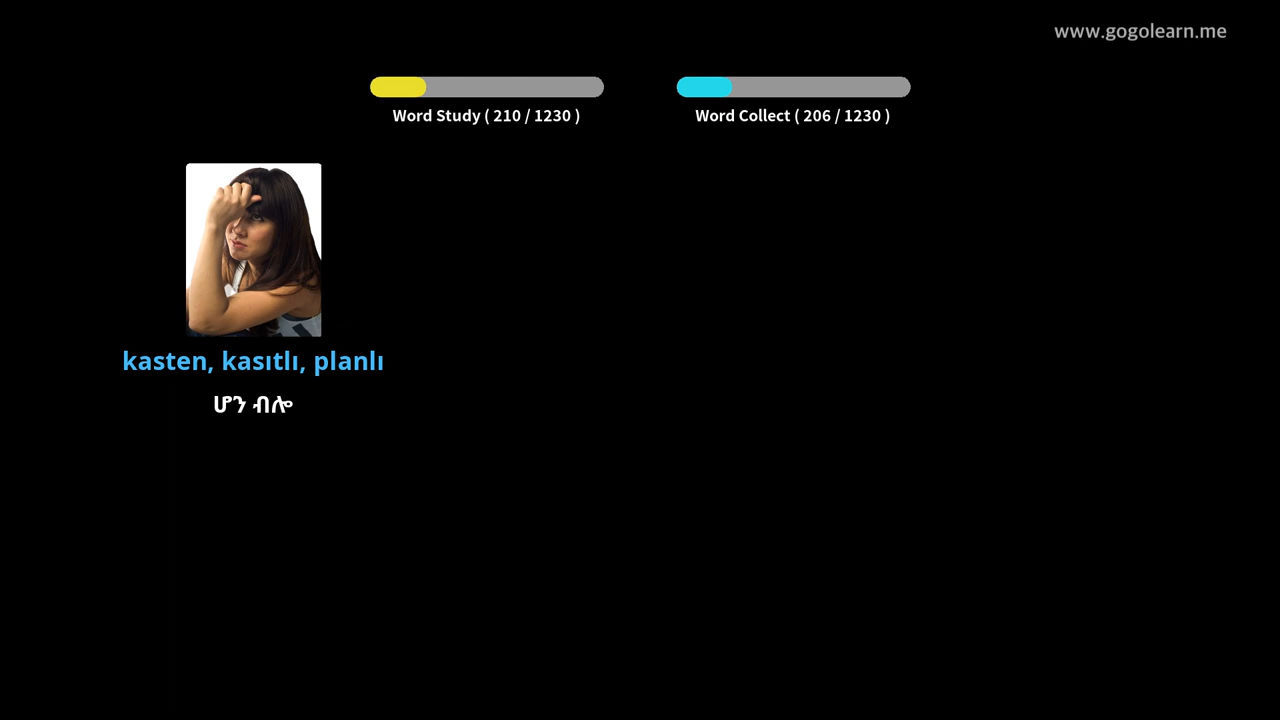 www.gogolearn.me
Word Study ( 210 / 1230 )
Word Collect ( 206 / 1230 )
kasten, kasıtlı, planlı
ሆን ብሎ